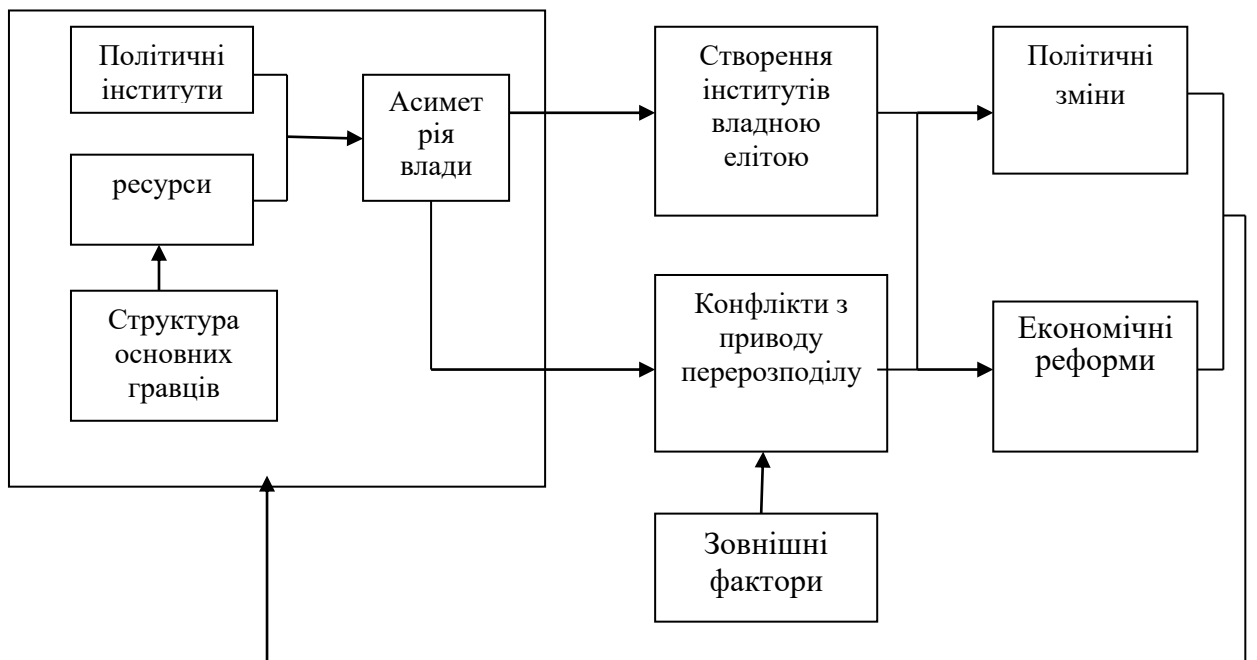 Політичні
інститути
ресурси
Структура
основних
гравців
Асимет
рія
влади
Створення
інститутів
владною
елітою
Конфлікти з
приводу
перерозподілу
Зовнішні
фактори
Політичні
зміни
Економічні
реформи